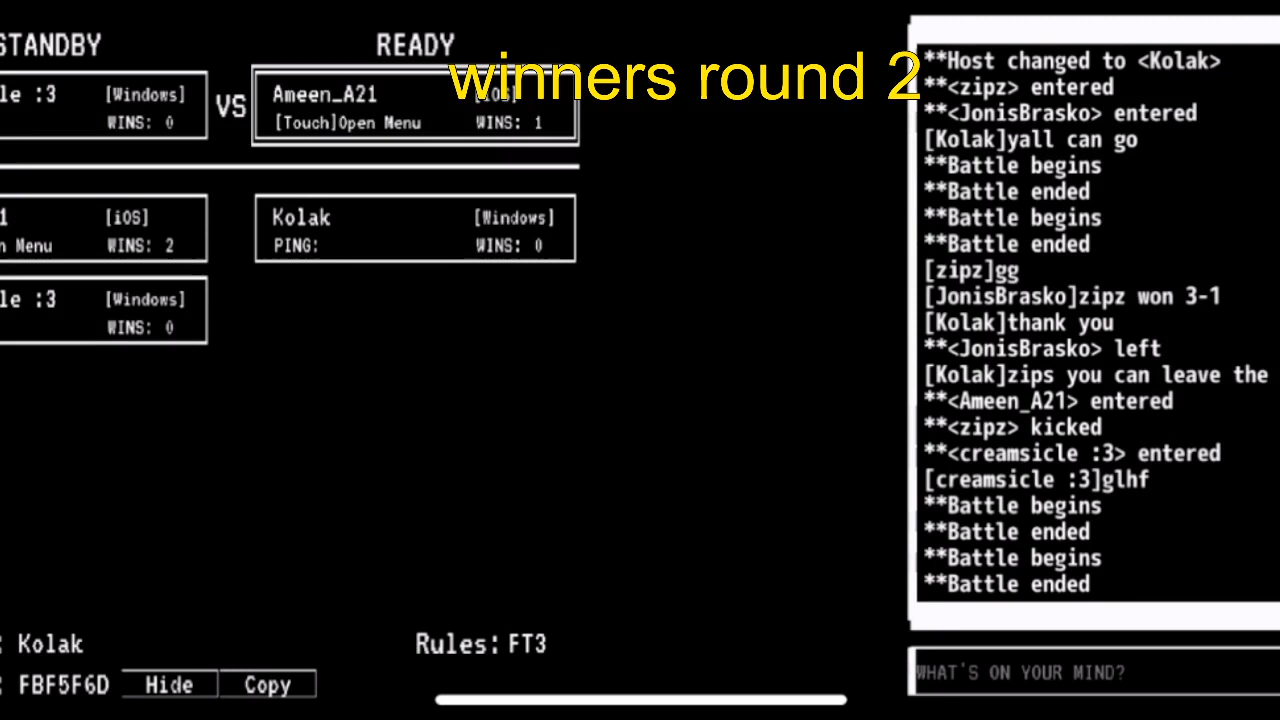 STANDBY
READY
winners round 2
le :3 [Windows]
WINS: 0
VS
Ameen_A21
[Touch]Open Menu WINS: 1
1 [iOS]
n Menu WINS: 2
Kolak [Windows]
PING: WINS: 0
le :3 [Windows]
WINS: 0
: Kolak
Rules: FT3
: FBF5F6D Hide Copy
**Host changed to <Kolak>
**<zipz> entered
**<JonisBrasko> entered
[Kolak]yall can go
**Battle begins
**Battle ended
**Battle begins
**Battle ended
[zipz]gg
[JonisBrasko]zipz won 3-1
[Kolak]thank you
**<JonisBrasko> left
[Kolak]zips you can leave the
**<Ameen_A21> entered
**<zipz> kicked
**<creamsicle :3> entered
[creamsicle :3]glhf
**Battle begins
**Battle ended
**Battle begins
**Battle ended
WHAT'S ON YOUR MIND?